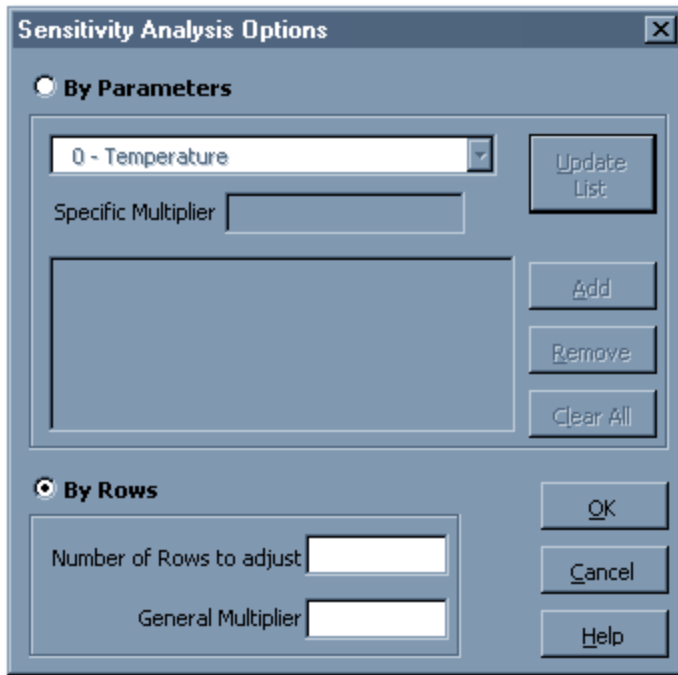 Sensitivity Analysis Options
By Parameters
0 - Temperature
Update
List
Specific Multiplier
Add
Remove
Clear All
By Rows
OK
Number of Rows to adjust
Cancel
General Multiplier
Help